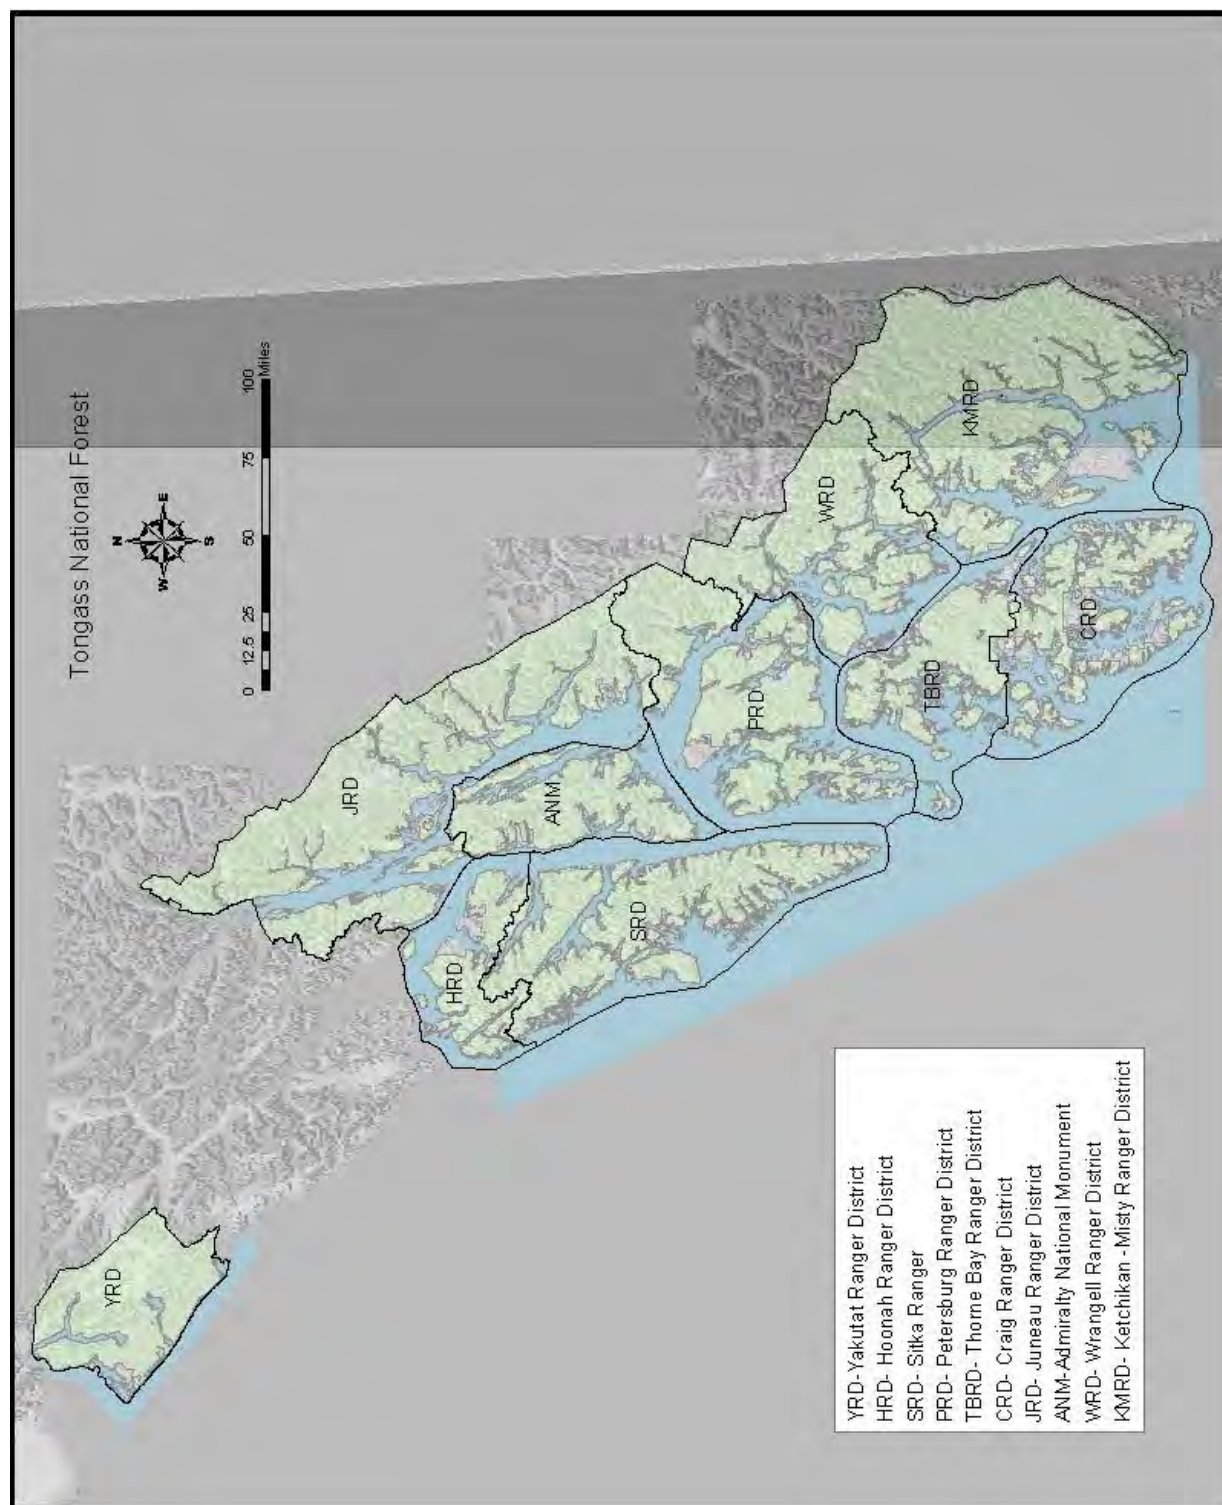 Tongass National Forest
N
W
E
S
0
12.5
25
50
75
100
Miles
YRD
JRD
HRD
ANM
SRD
PRD
WRD
KMRD
TBRD
CRD
YRD- Yakutat Ranger District
HRD- Hoonah Ranger District
SRD- Sitka Ranger
PRD- Petersburg Ranger District
TBRD- Thorne Bay Ranger District
CRD- Craig Ranger District
JRD- Juneau Ranger District
ANM-Admiralty National Monument
WRD- Wrangell Ranger District
KMRD- Ketchikan -Misty Ranger District